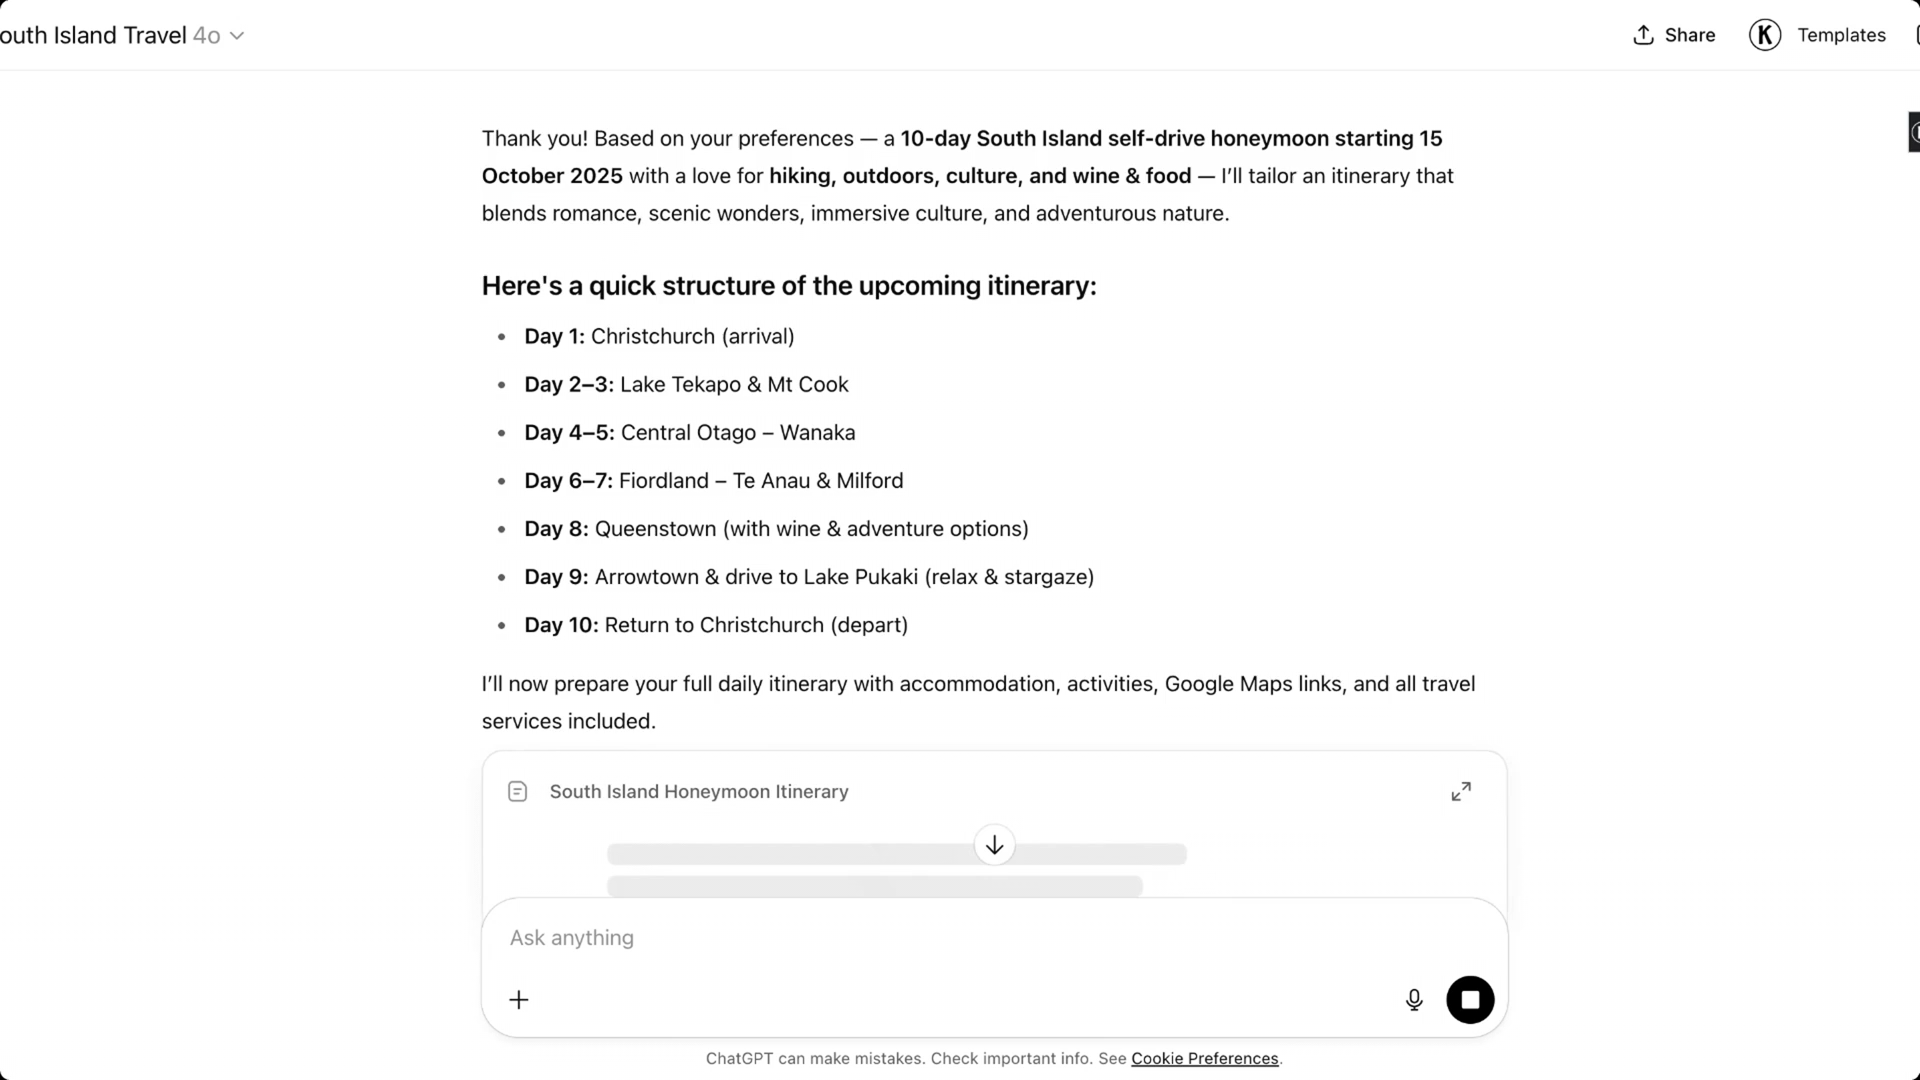 outh Island Travel 4o
Share
K
Templates
Thank you! Based on your preferences — a 10-day South Island self-drive honeymoon starting 15
October 2025 with a love for hiking, outdoors, culture, and wine & food — I’ll tailor an itinerary that
blends romance, scenic wonders, immersive culture, and adventurous nature.
Here's a quick structure of the upcoming itinerary:
• Day 1: Christchurch (arrival)
• Day 2–3: Lake Tekapo & Mt Cook
• Day 4–5: Central Otago – Wanaka
• Day 6–7: Fiordland – Te Anau & Milford
• Day 8: Queenstown (with wine & adventure options)
• Day 9: Arrowtown & drive to Lake Pukaki (relax & stargaze)
• Day 10: Return to Christchurch (depart)
I’ll now prepare your full daily itinerary with accommodation, activities, Google Maps links, and all travel
services included.
South Island Honeymoon Itinerary
Ask anything
ChatGPT can make mistakes. Check important info. See Cookie Preferences.